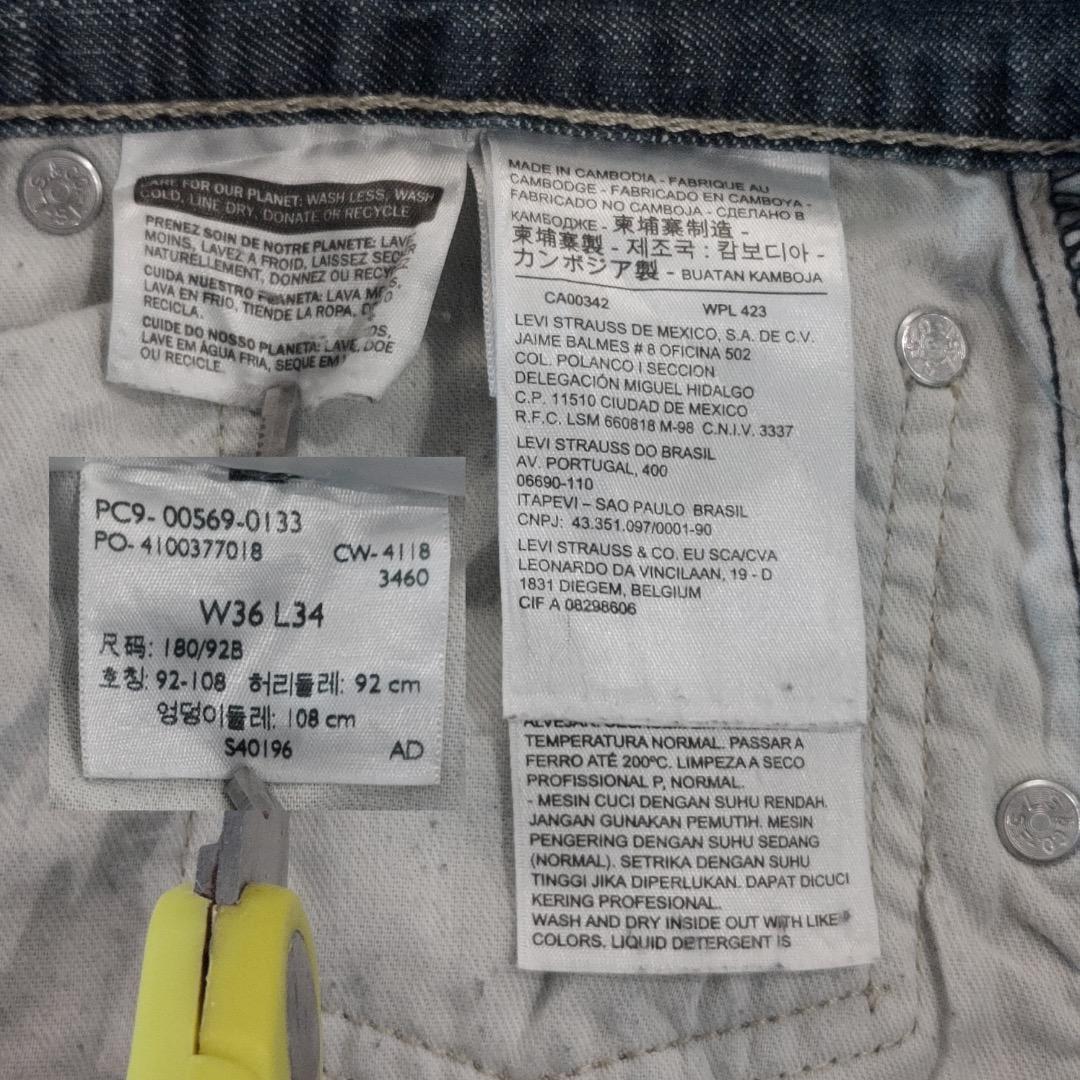 CARE FOR OUR PLANET: WASH LESS, WASH
COLD, LINE DRY, DONATE OR RECYCLE
PRENEZ SOIN DE NOTRE PLANETE: LAVE
MOINS, LAVEZ A FROID, LAISSEZ SECHER
NATURELLEMENT, DONNEZ OU RECY
CUIDA NUESTRO PLANETA: LAVA
LAVA EN FRIO, TIENDE LA ROPA,
RECICLA.
CUIDE DO NOSSO PLANETA: LAVE
LAVE EM ÁGUA FRIA, SEQUE EM DOE
OU RECICLE.
MADE IN CAMBODIA - FABRIQUE AU
CAMBODGE - FABRICADO EN CAMBOYA -
FABRICADO NO CAMBOJA - СДЕЛАНО В
КАМБОДЖЕ - 柬埔寨制造 -
柬埔寨製 - 제조국 : 캄보디아 -
カンボジア製 - BUATAN KAMBOJA
CA00342 WPL 423
LEVI STRAUSS DE MEXICO, S.A. DE C.V.
JAIME BALMES # 8 OFICINA 502
COL. POLANCO I SECCION
DELEGACIÓN MIGUEL HIDALGO
C.P. 11510 CIUDAD DE MEXICO
R.F.C. LSM 660818 M-98 C.N.I.V. 3337
LEVI STRAUSS DO BRASIL
AV. PORTUGAL, 400
06690-110
ITAPEVI – SAO PAULO BRASIL
CNPJ: 43.351.097/0001-90
LEVI STRAUSS & CO. EU SCA/CVA
LEONARDO DA VINCILAAN, 19 - D
1831 DIEGEM, BELGIUM
CIF A 08298606
TEMPERATURA NORMAL. PASSAR A
FERRO ATÉ 200ºC. LIMPEZA A SECO
PROFISSIONAL P, NORMAL.
- MESIN CUCI DENGAN SUHU RENDAH.
JANGAN GUNAKAN PEMUTIH. MESIN
PENGERING DENGAN SUHU SEDANG
(NORMAL). SETRIKA DENGAN SUHU
TINGGI JIKA DIPERLUKAN. DAPAT DICUCI
KERING PROFESIONAL.
WASH AND DRY INSIDE OUT WITH LIKE
COLORS. LIQUID DETERGENT IS
PC9- 00569-0133
PO- 4100377018 CW- 4118
3460
W36 L34
尺码: 180/92B
호칭: 92-108 허리둘레: 92 cm
엉덩이둘레: 108 cm
S40196 AD